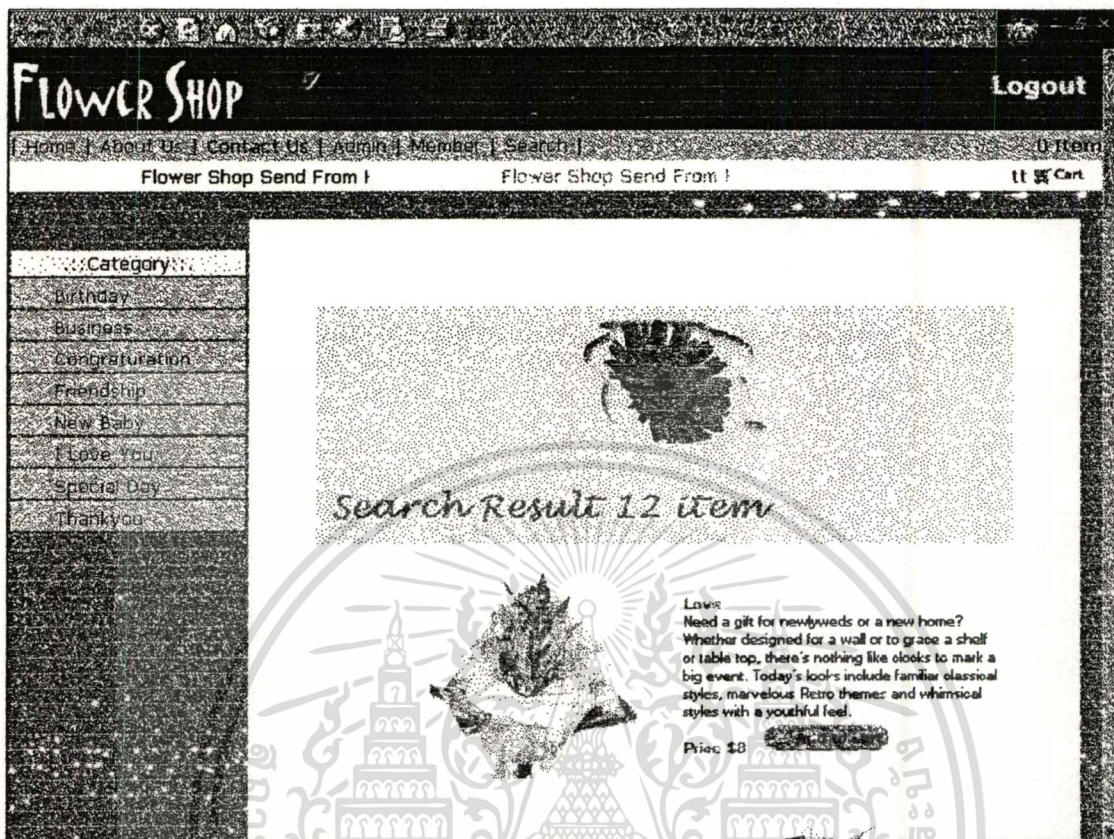 FLOWER SHOP
Logout
| Home | About Us | Contact Us | Admin | Member | Search |
0 Item
Flower Shop Send From H
Flower Shop Send From H
tt Cart
:::Category:::
Birthday
Business
Congraturation
Friendship
New Baby
I Love You
Special Day
Thankyou
Search Result 12 item
Love
Need a gift for newlyweds or a new home?
Whether designed for a wall or to grace a shelf
or table top, there's nothing like clocks to mark a
big event. Today's looks include familiar classical
styles, marvelous Retro themes and whimsical
styles with a youthful feel.
Price $8